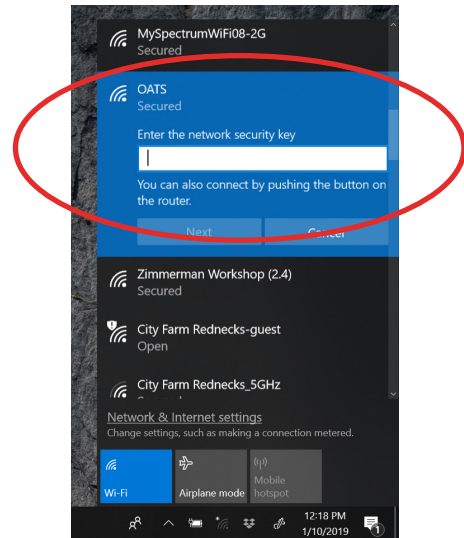 MySpectrumWiFi08-2G
Secured
OATS
Secured
Enter the network security key
You can also connect by pushing the button on
the router.
Next
Cancel
Zimmerman Workshop (2.4)
Secured
City Farm Rednecks-guest
Open
City Farm Rednecks_5GHz
Network & Internet settings
Change settings, such as making a connection metered.
Wi-Fi
Airplane mode
Mobile
hotspot
12:18 PM
1/10/2019
1